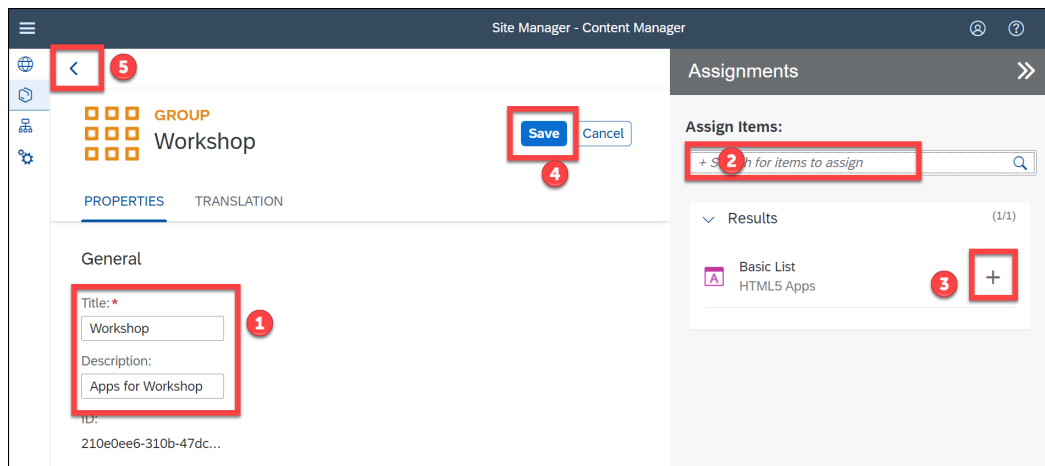 Site Manager - Content Manager
5
Assignments
GROUP
Workshop
Save
Cancel
4
Assign Items:
+ S h for items to assign
2
PROPERTIES TRANSLATION
Results
(1/1)
General
Basic List
HTML5 Apps
3
Title:*
Workshop
1
Description:
Apps for Workshop
ID:
210e0ee6-310b-47dc...